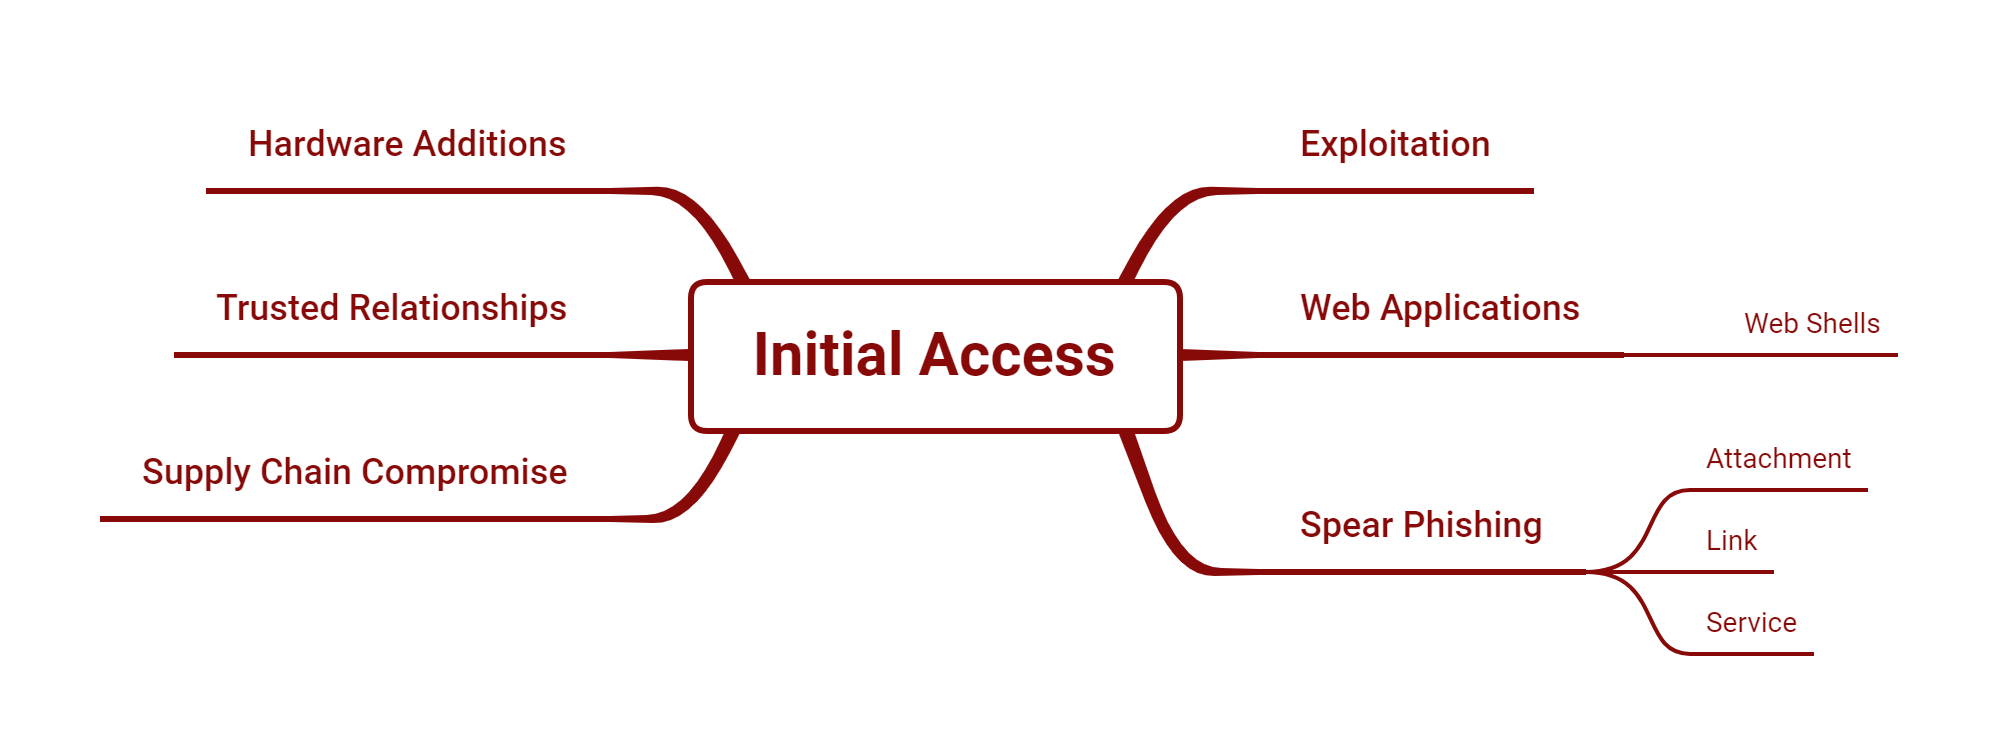 Hardware Additions
Trusted Relationships
Supply Chain Compromise
Initial Access
Exploitation
Web Applications
Web Shells
Spear Phishing
Attachment
Link
Service